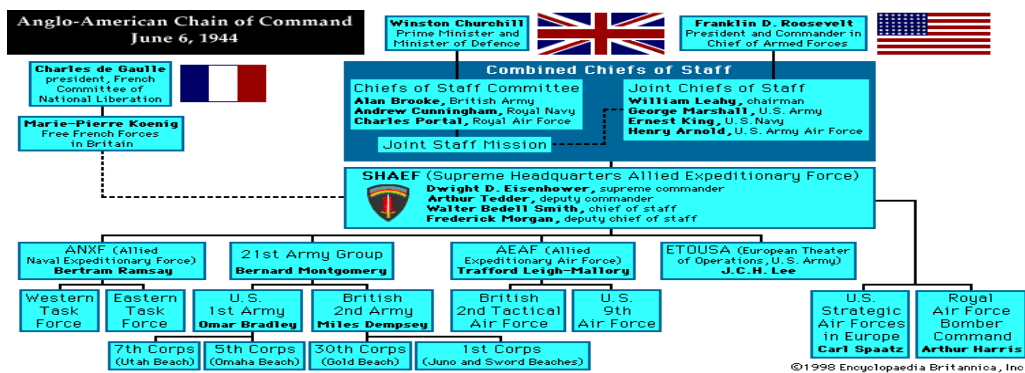 Anglo-American Chain of Command
June 6, 1944
Winston Churchill
Prime Minister and
Minister of Defence
Franklin D. Roosevelt
President and Commander in
Chief of Armed Forces
Charles de Gaulle
president, French
Committee of
National Liberation
Marie-Pierre Koenig
Free French Forces
in Britain
Combined Chiefs of Staff
Chiefs of Staff Committee
Alan Brooke, British Army
Andrew Cunningham, Royal Navy
Charles Portal, Royal Air Force
Joint Staff Mission
Joint Chiefs of Staff
William Leahy, chairman
George Marshall, U.S. Army
Ernest King, U.S. Navy
Henry Arnold, U.S. Army Air Force
SHAEF (Supreme Headquarters Allied Expeditionary Force)
Dwight D. Eisenhower, supreme commander
Arthur Tedder, deputy commander
Walter Bedell Smith, chief of staff
Frederick Morgan, deputy chief of staff
ANXF (Allied
Naval Expeditionary Force)
Bertram Ramsay
21st Army Group
Bernard Montgomery
AEAF (Allied
Expeditionary Air Force)
Trafford Leigh-Mallory
ETOUSA (European Theater
of Operations, U.S. Army)
J.C.H. Lee
Western
Task
Force
Eastern
Task
Force
U.S.
1st Army
Omar Bradley
British
2nd Army
Miles Dempsey
British
2nd Tactical
Air Force
U.S.
9th
Air Force
U.S.
Strategic
Air Forces
in Europe
Carl Spaatz
Royal
Air Force
Bomber
Command
Arthur Harris
7th Corps
(Utah Beach)
5th Corps
(Omaha Beach)
30th Corps
(Gold Beach)
1st Corps
(Juno and Sword Beaches)
©1998 Encyclopaedia Britannica, Inc